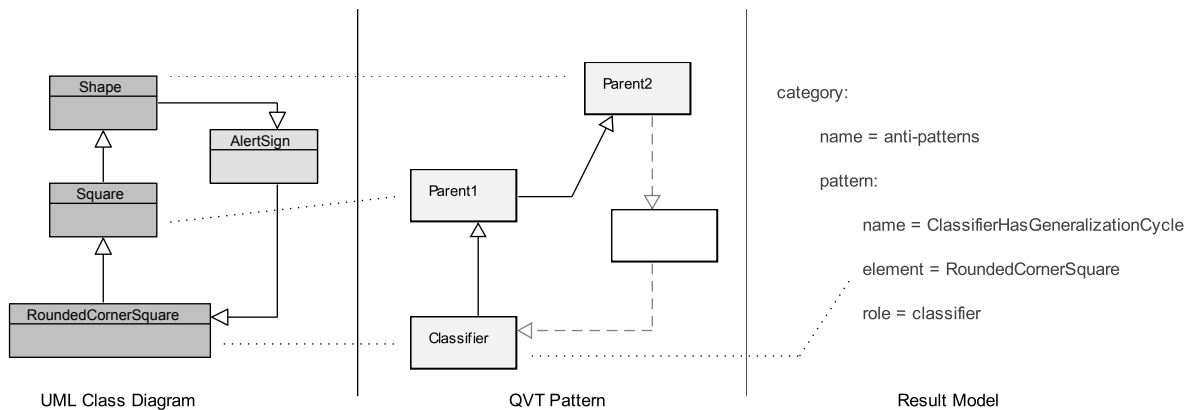 Shape
AlertSign
Square
RoundedCornerSquare
UML Class Diagram
Parent2
Parent1
Classifier
QVT Pattern
category:
name = anti-patterns
pattern:
name = ClassifierHasGeneralizationCycle
element = RoundedCornerSquare
role = classifier
Result Model